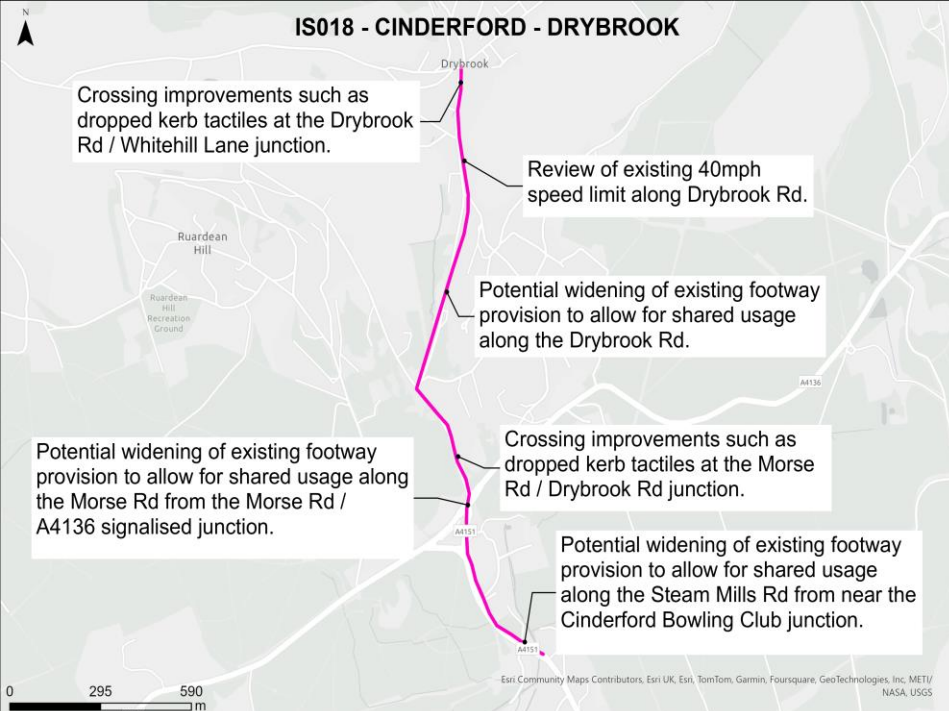 N
IS018 - CINDERFORD - DRYBROOK
Drybrook
Crossing improvements such as
dropped kerb tactiles at the Drybrook
Rd / Whitehill Lane junction.
Review of existing 40mph
speed limit along Drybrook Rd.
Ruardean
Hill
Ruardean
Hill
Recreation
Ground
Potential widening of existing footway
provision to allow for shared usage
along the Drybrook Rd.
A4136
Crossing improvements such as
dropped kerb tactiles at the Morse
Rd / Drybrook Rd junction.
Potential widening of existing footway
provision to allow for shared usage along
the Morse Rd from the Morse Rd /
A4136 signalised junction.
A4151
Potential widening of existing footway
provision to allow for shared usage
along the Steam Mills Rd from near the
Cinderford Bowling Club junction.
A4151
Esri Community Maps Contributors, Esri UK, Esri, TomTom, Garmin, Foursquare, GeoTechnologies, Inc, METI/
NASA, USGS
0 295 590
m